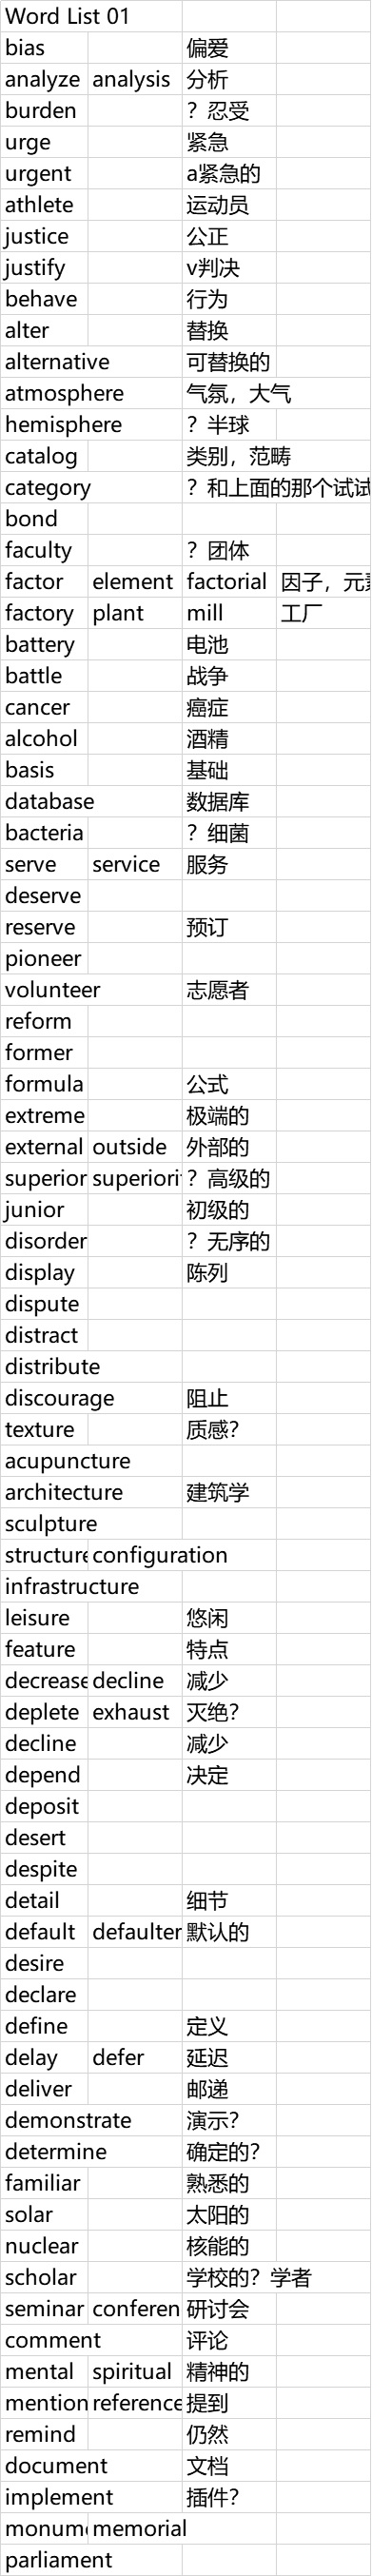 Word List 01
bias 偏爱
analyze analysis 分析
burden ？忍受
urge 紧急
urgent a紧急的
athlete 运动员
justice 公正
justify v判决
behave 行为
alter 替换
alternative 可替换的
atmosphere 气氛，大气
hemisphere ？半球
catalog 类别，范畴
category ？和上面的那个试试
bond
faculty ？团体
factor element factorial 因子，元
factory plant mill 工厂
battery 电池
battle 战争
cancer 癌症
alcohol 酒精
basis 基础
database 数据库
bacteria ？细菌
serve service 服务
deserve
reserve 预订
pioneer
volunteer 志愿者
reform
former
formula 公式
extreme 极端的
external outside 外部的
superior superiori ？高级的
junior 初级的
disorder ？无序的
display 陈列
dispute
distract
distribute
discourage 阻止
texture 质感?
acupuncture
architecture 建筑学
sculpture
structure configuration
infrastructure
leisure 悠闲
feature 特点
decrease decline 减少
deplete exhaust 灭绝?
decline 减少
depend 决定
deposit
desert
despite
detail 细节
default defaulter 默认的
desire
declare
define 定义
delay defer 延迟
deliver 邮递
demonstrate 演示?
determine 确定的?
familiar 熟悉的
solar 太阳的
nuclear 核能的
scholar 学校的? 学者
seminar conferen 研讨会
comment 评论
mental spiritual 精神的
mention reference 提到
remind 仍然
document 文档
implement 插件?
monum memorial
parliament